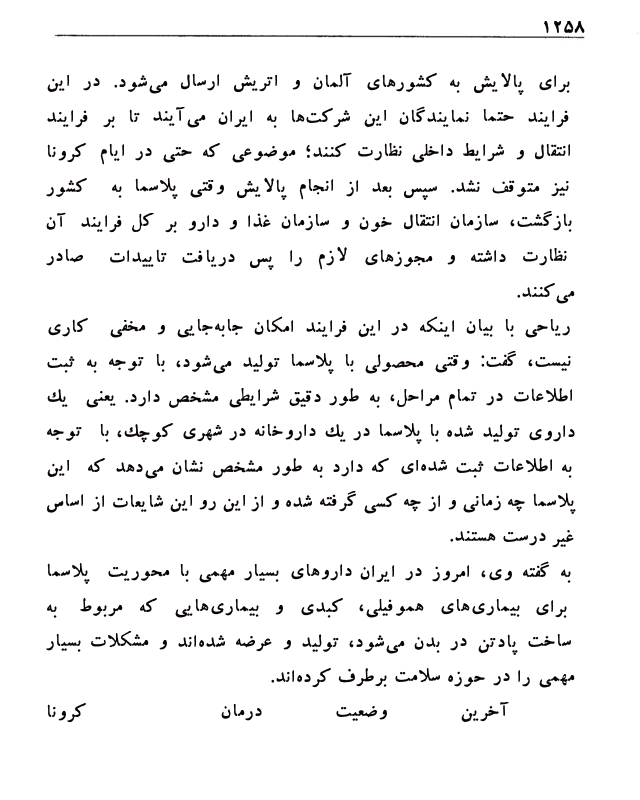 ۱۲۵۸
برای پالایش به کشورهای آلمان و اتریش ارسال می‌شود. در این
فرایند حتما نمایندگان این شرکت‌ها به ایران می‌آیند تا بر فرایند
انتقال و شرایط داخلی نظارت کنند؛ موضوعی که حتی در ایام کرونا
نیز متوقف نشد. سپس بعد از انجام پالایش وقتی پلاسما به کشور
بازگشت، سازمان انتقال خون و سازمان غذا و دارو بر کل فرایند آن
نظارت داشته و مجوزهای لازم را پس دریافت تاییدات صادر
می‌کنند.
ریاحی با بیان اینکه در این فرایند امکان جابه‌جایی و مخفی کاری
نیست، گفت: وقتی محصولی با پلاسما تولید می‌شود، با توجه به ثبت
اطلاعات در تمام مراحل، به طور دقیق شرایطی مشخص دارد. یعنی یك
داروی تولید شده با پلاسما در یك داروخانه در شهری کوچك، با توجه
به اطلاعات ثبت شده‌ای که دارد به طور مشخص نشان می‌دهد که این
پلاسما چه زمانی و از چه کسی گرفته شده و از این رو این شایعات از اساس
غیر درست هستند.
به گفته وی، امروز در ایران داروهای بسیار مهمی با محوریت پلاسما
برای بیماری‌های هموفیلی، کبدی و بیماری‌هایی که مربوط به
ساخت پادتن در بدن می‌شود، تولید و عرضه شده‌اند و مشکلات بسیار
مهمی را در حوزه سلامت برطرف کرده‌اند.
آخرین وضعیت درمان کرونا